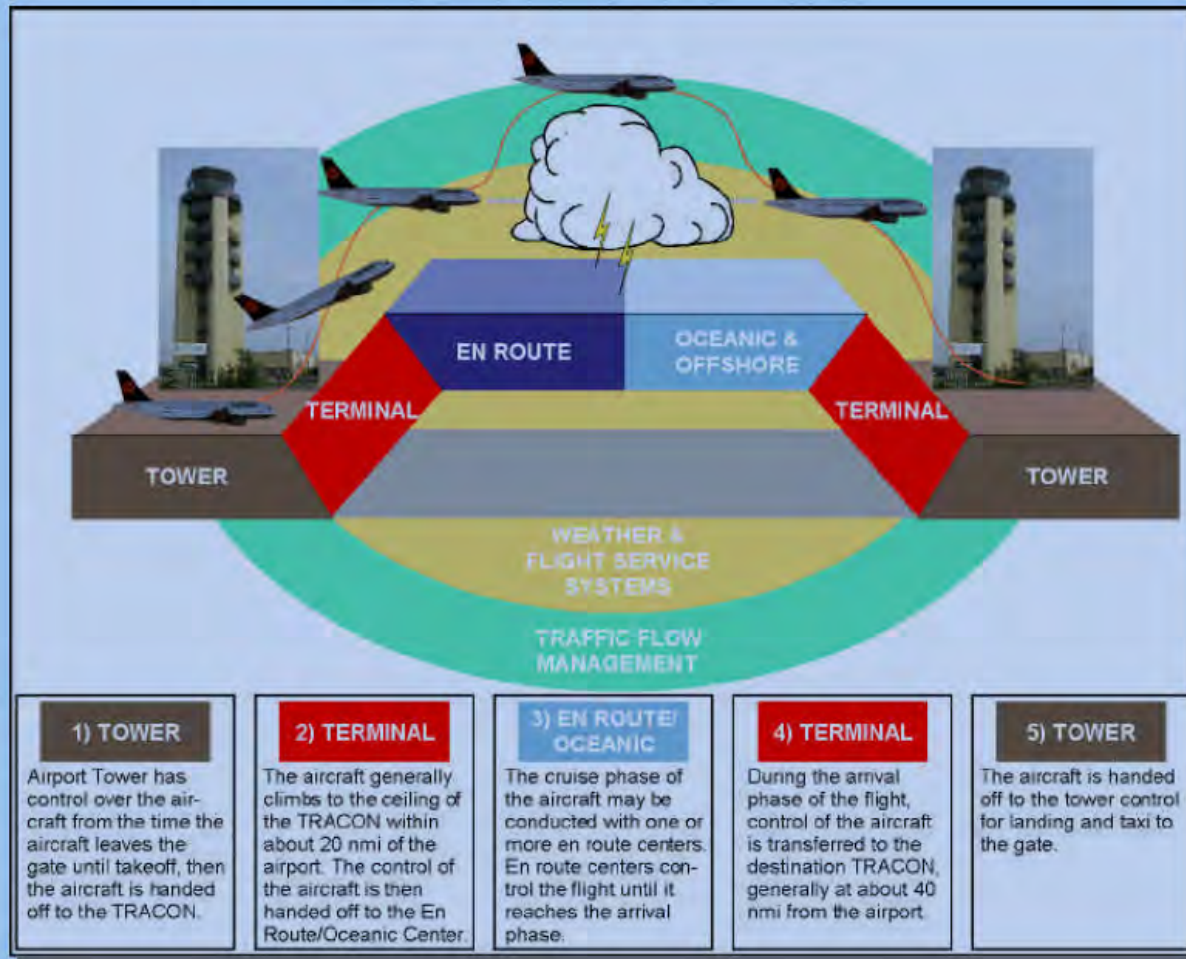 EN ROUTE
OCEANIC &
OFFSHORE
TERMINAL
TERMINAL
TOWER
TOWER
WEATHER &
FLIGHT SERVICE
SYSTEMS
TRAFFIC FLOW
MANAGEMENT
1) TOWER
Airport Tower has
control over the air-
craft from the time the
aircraft leaves the
gate until takeoff, then
the aircraft is handed
off to the TRACON.
2) TERMINAL
The aircraft generally
climbs to the ceiling of
the TRACON within
about 20 nmi of the
airport. The control of
the aircraft is then
handed off to the En
Route/Oceanic Center.
3) EN ROUTE/
OCEANIC
The cruise phase of
the aircraft may be
conducted with one or
more en route centers.
En route centers con-
trol the flight until it
reaches the arrival
phase.
4) TERMINAL
During the arrival
phase of the flight,
control of the aircraft
is transferred to the
destination TRACON,
generally at about 40
nmi from the airport.
5) TOWER
The aircraft is handed
off to the tower control
for landing and taxi to
the gate.